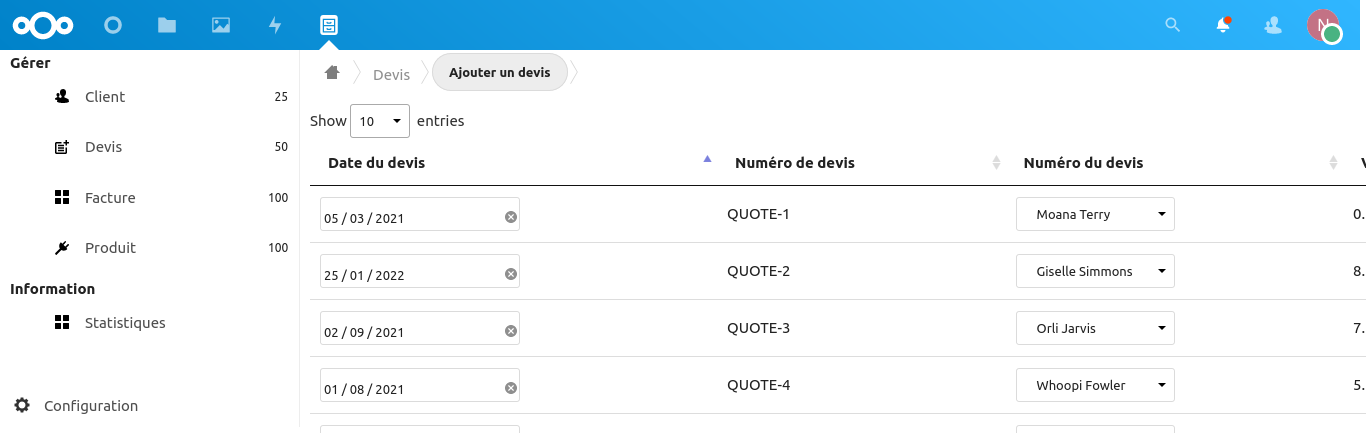 N
Gérer
Client 25
Devis 50
Facture 100
Produit 100
Information
Statistiques
Configuration
Devis Ajouter un devis
Show 10 entries
Date du devis Numéro de devis Numéro du devis
05 / 03 / 2021 QUOTE-1 Moana Terry 0.
25 / 01 / 2022 QUOTE-2 Giselle Simmons 8.
02 / 09 / 2021 QUOTE-3 Orli Jarvis 7.
01 / 08 / 2021 QUOTE-4 Whoopi Fowler 5.